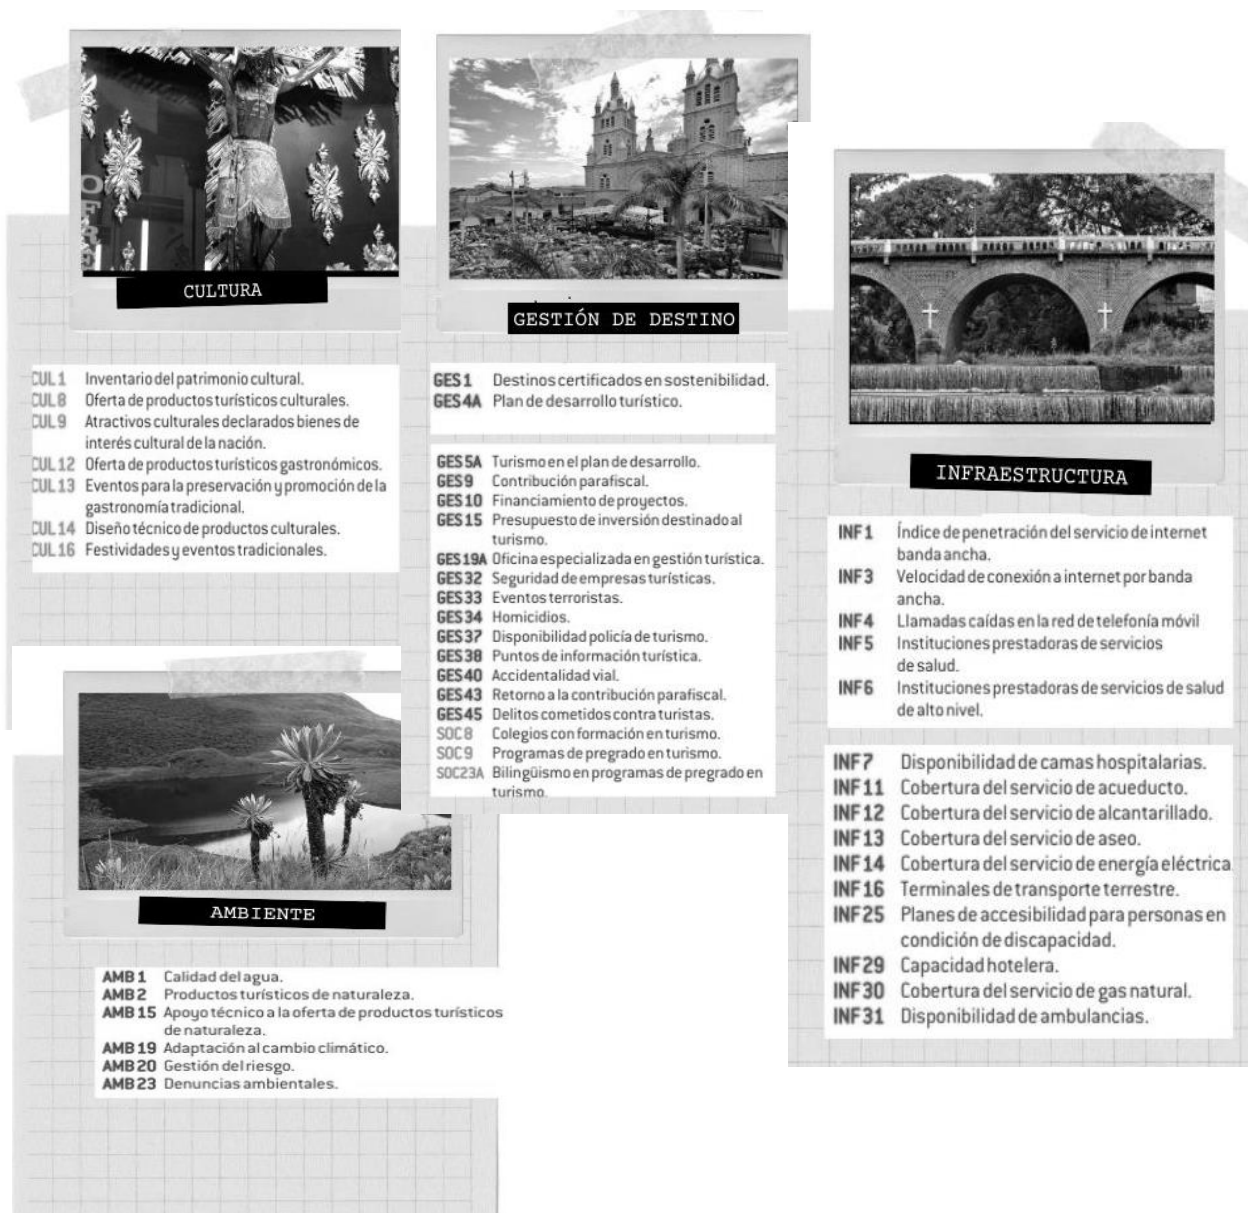 CULTURA
CUL 1 Inventario del patrimonio cultural.
CUL 8 Oferta de productos turísticos culturales.
CUL 9 Atractivos culturales declarados bienes de
interés cultural de la nación.
CUL 12 Oferta de productos turísticos gastronómicos.
CUL 13 Eventos para la preservación y promoción de la
gastronomía tradicional.
CUL 14 Diseño técnico de productos culturales.
CUL 16 Festividades y eventos tradicionales.
GESTIÓN DE DESTINO
GES 1 Destinos certificados en sostenibilidad.
GES 4A Plan de desarrollo turístico.
GES 5A Turismo en el plan de desarrollo.
GES 9 Contribución parafiscal.
GES 10 Financiamiento de proyectos.
GES 15 Presupuesto de inversión destinado al
turismo.
GES 19A Oficina especializada en gestión turística.
GES 32 Seguridad de empresas turísticas.
GES 33 Eventos terroristas.
GES 34 Homicidios.
GES 37 Disponibilidad policía de turismo.
GES 38 Puntos de información turística.
GES 40 Accidentalidad vial.
GES 43 Retorno a la contribución parafiscal.
GES 45 Delitos cometidos contra turistas.
SOC 8 Colegios con formación en turismo.
SOC 9 Programas de pregrado en turismo.
SOC 23A Bilingüismo en programas de pregrado en
turismo.
INFRAESTRUCTURA
INF 1 Índice de penetración del servicio de internet
banda ancha.
INF 3 Velocidad de conexión a internet por banda
ancha.
INF 4 Llamadas caídas en la red de telefonía móvil
INF 5 Instituciones prestadoras de servicios
de salud.
INF 6 Instituciones prestadoras de servicios de salud
de alto nivel.
INF 7 Disponibilidad de camas hospitalarias.
INF 11 Cobertura del servicio de acueducto.
INF 12 Cobertura del servicio de alcantarillado.
INF 13 Cobertura del servicio de aseo.
INF 14 Cobertura del servicio de energía eléctrica
INF 16 Terminales de transporte terrestre.
INF 25 Planes de accesibilidad para personas en
condición de discapacidad.
INF 29 Capacidad hotelera.
INF 30 Cobertura del servicio de gas natural.
INF 31 Disponibilidad de ambulancias.
AMBIENTE
AMB 1 Calidad del agua.
AMB 2 Productos turísticos de naturaleza.
AMB 15 Apoyo técnico a la oferta de productos turísticos
de naturaleza.
AMB 19 Adaptación al cambio climático.
AMB 20 Gestión del riesgo.
AMB 23 Denuncias ambientales.